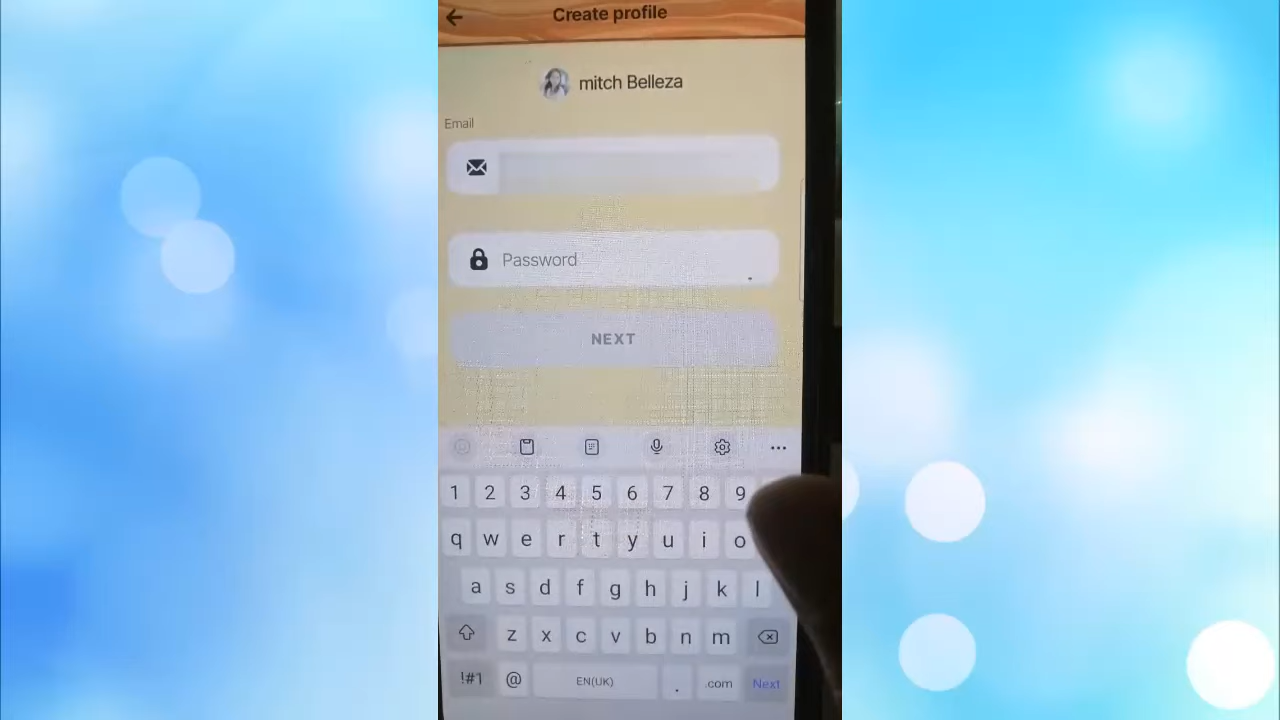 Create profile
mitch Belleza
Email
Password
NEXT
1 2 3 4 5 6 7 8 9
q w e r t y u i o
a s d f g h j k l
z x c v b n m
!#1 @ EN(UK) . .com Next